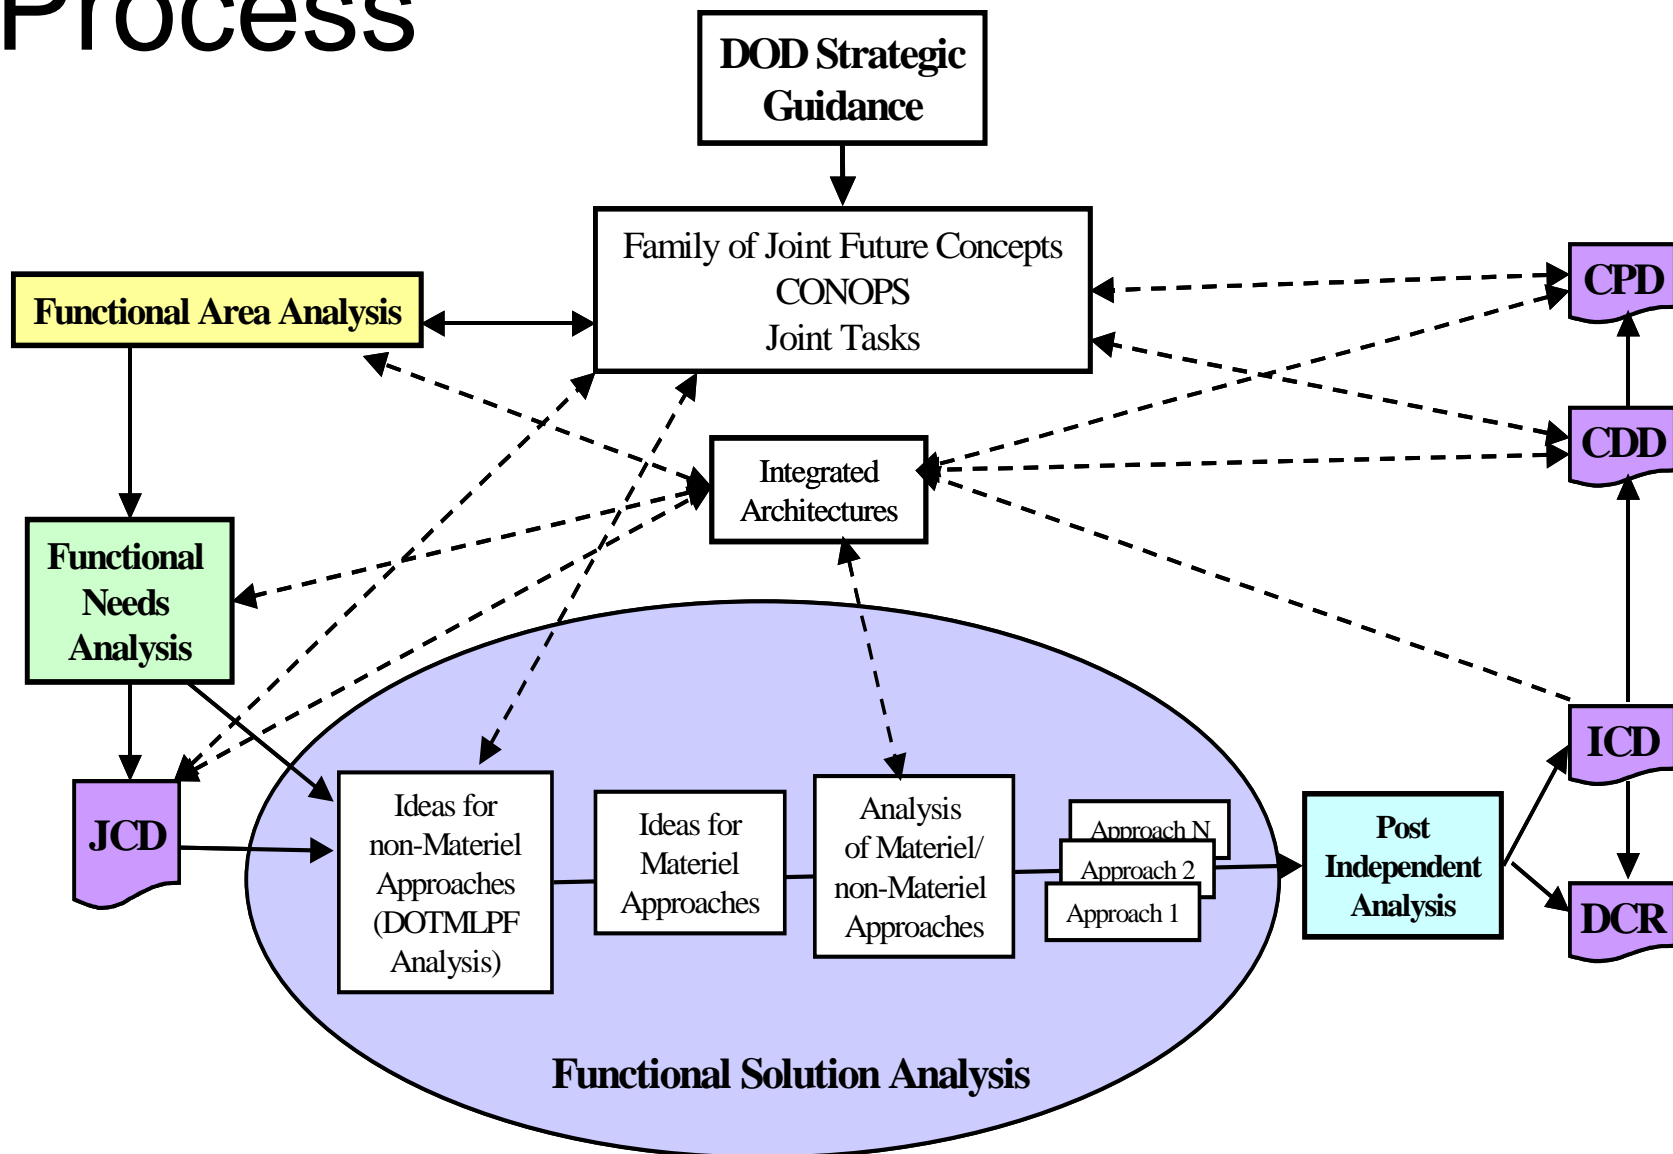 Process
DOD Strategic
Guidance
Family of Joint Future Concepts
CONOPS
Joint Tasks
Functional Area Analysis
CPD
CDD
Integrated
Architectures
Functional
Needs
Analysis
ICD
JCD
Ideas for
non-Materiel
Approaches
(DOTMLPF
Analysis)
Ideas for
Materiel
Approaches
Analysis
of Materiel/
non-Materiel
Approaches
Approach N
Approach 2
Approach 1
Post
Independent
Analysis
DCR
Functional Solution Analysis